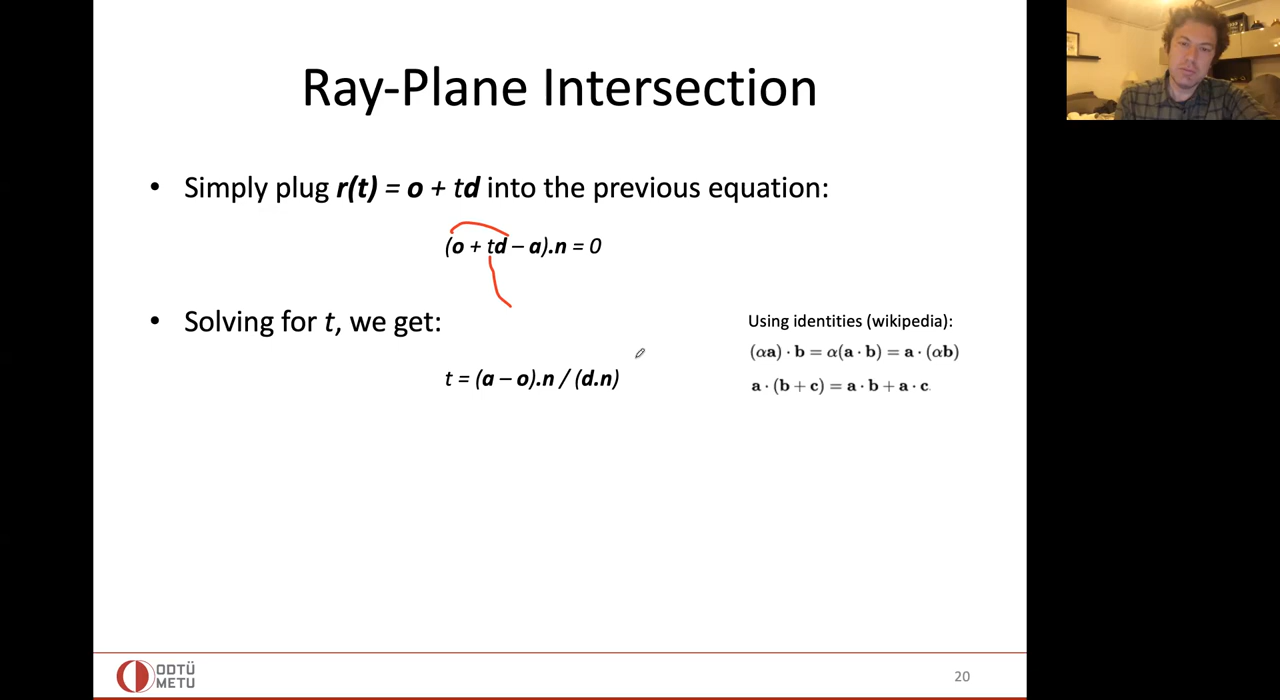 Ray-Plane Intersection
• Simply plug r(t) = o + td into the previous equation:
(o + td – a).n = 0
• Solving for t, we get:
t = (a – o).n / (d.n)
Using identities (wikipedia):
(αa) · b = α(a · b) = a · (αb)
a · (b + c) = a · b + a · c.
ODTÜ
METU
20